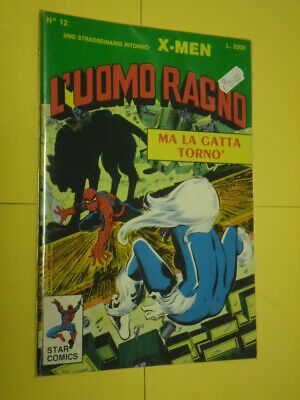 N° 12
UNO STRAORDINARIO RITORNO: X-MEN
L. 2000
L'UOMO RAGNO
MA LA GATTA
TORNO'
STAR
COMICS